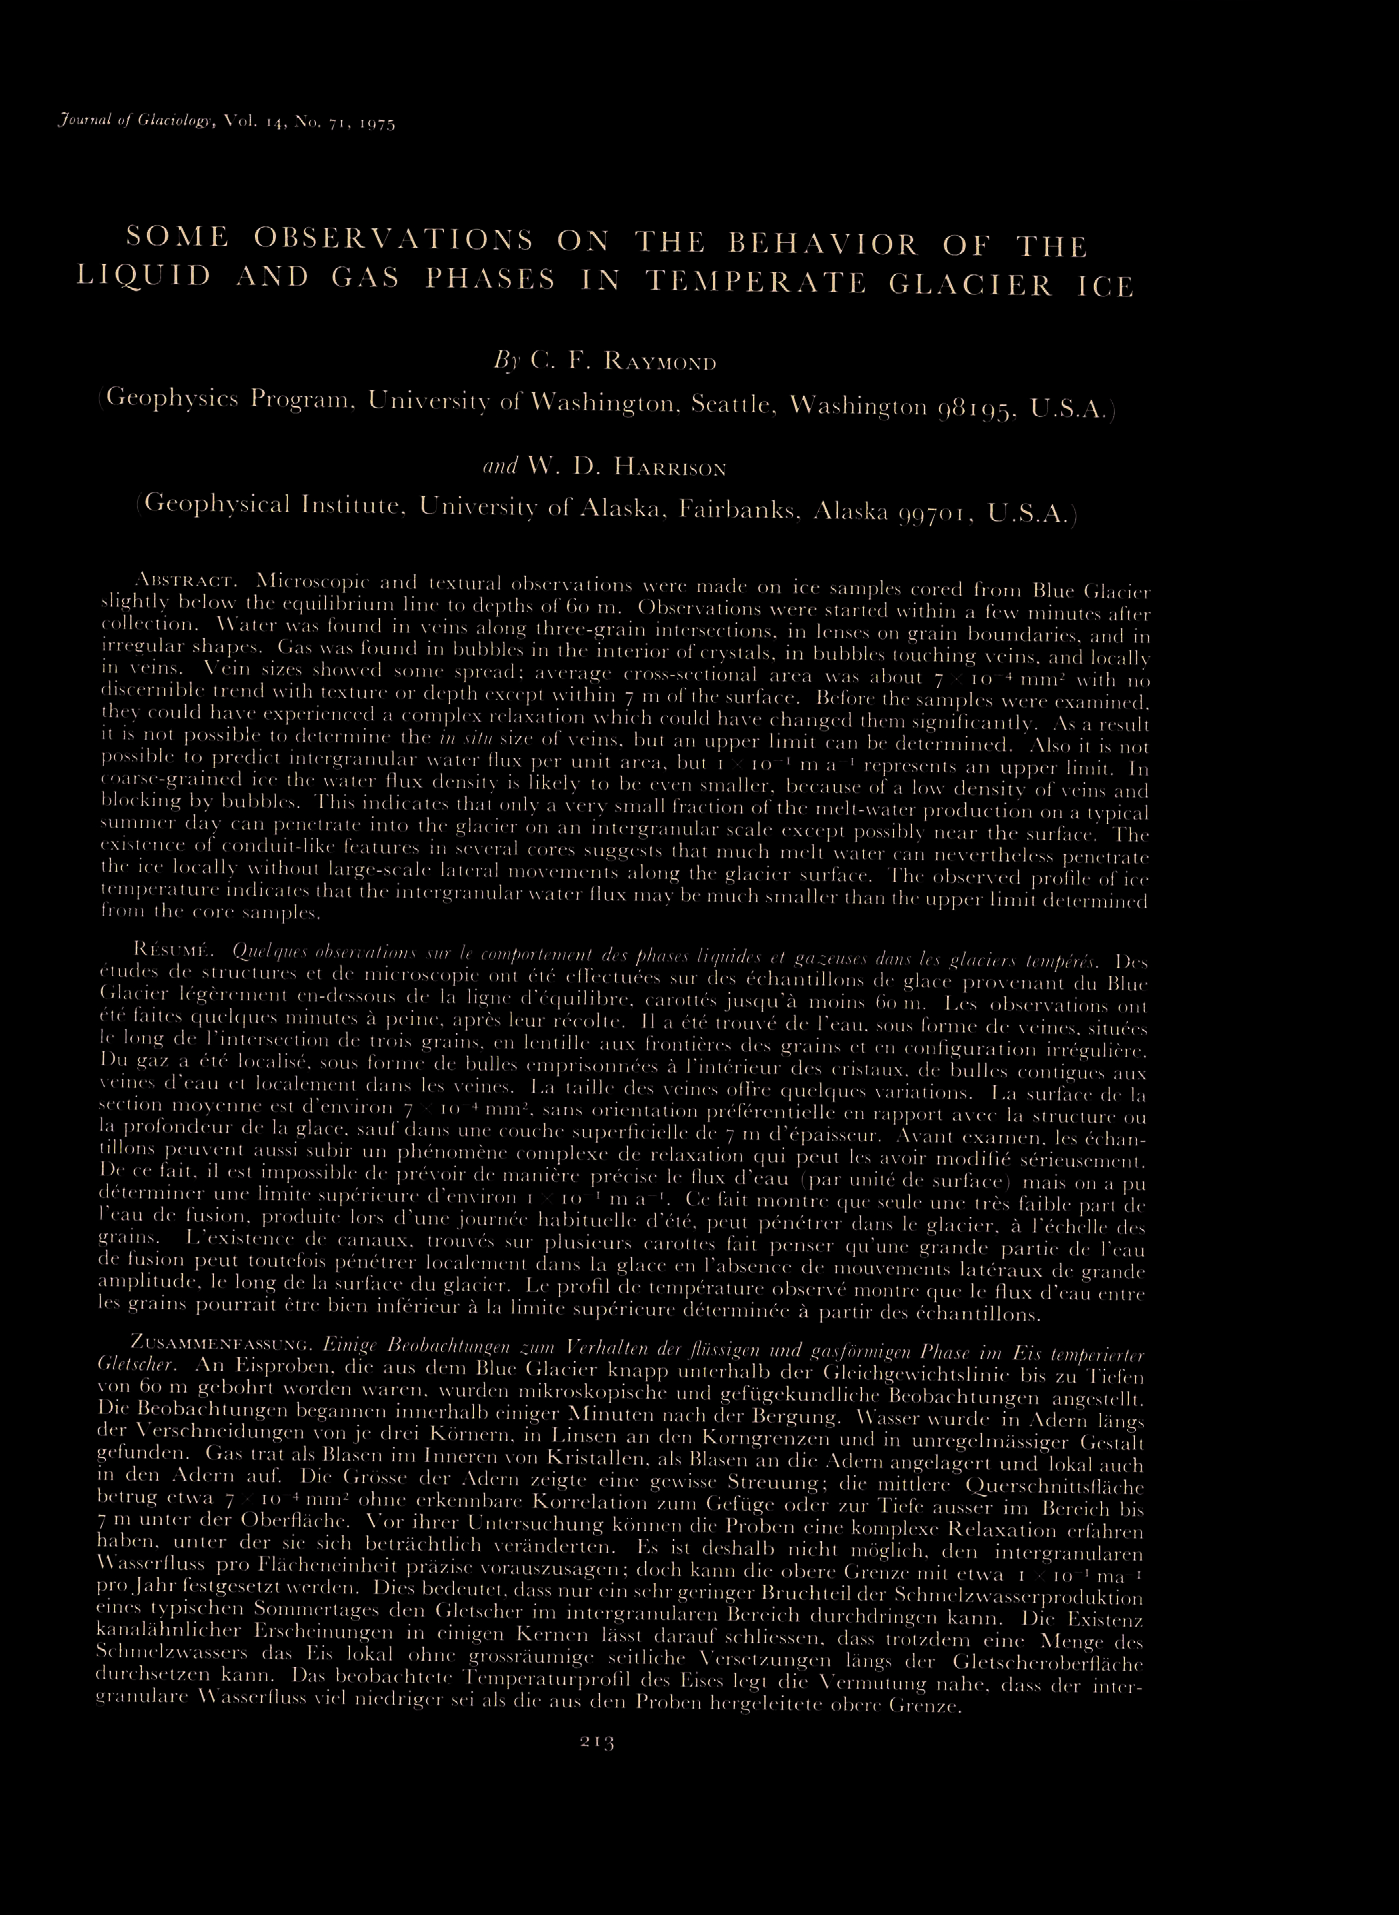 Journal of Glaciology, Vol. 14, No. 71, 1975
SOME OBSERVATIONS ON THE BEHAVIOR OF THE
LIQUID AND GAS PHASES IN TEMPERATE GLACIER ICE
By C. F. RAYMOND
(Geophysics Program, University of Washington, Seattle, Washington 98195, U.S.A.)
and W. D. HARRISON
(Geophysical Institute, University of Alaska, Fairbanks, Alaska 99701, U.S.A.)
ABSTRACT. Microscopic and textural observations were made on ice samples cored from Blue Glacier
slightly below the equilibrium line to depths of 60 m. Observations were started within a few minutes after
collection. Water was found in veins along three-grain intersections, in lenses on grain boundaries, and in
irregular shapes. Gas was found in bubbles in the interior of crystals, in bubbles touching veins, and locally
in veins. Vein sizes showed some spread; average cross-sectional area was about 7 × 10⁻⁴ mm² with no
discernible trend with texture or depth except within 7 m of the surface. Before the samples were examined,
they could have experienced a complex relaxation which could have changed them significantly. As a result
it is not possible to determine the in situ size of veins, but an upper limit can be determined. Also it is not
possible to predict intergranular water flux per unit area, but 1 × 10⁻¹ m a⁻¹ represents an upper limit. In
coarse-grained ice the water flux density is likely to be even smaller, because of a low density of veins and
blocking by bubbles. This indicates that only a very small fraction of the melt-water production on a typical
summer day can penetrate into the glacier on an intergranular scale except possibly near the surface. The
existence of conduit-like features in several cores suggests that much melt water can nevertheless penetrate
the ice locally without large-scale lateral movements along the glacier surface. The observed profile of ice
temperature indicates that the intergranular water flux may be much smaller than the upper limit determined
from the core samples.
RÉSUMÉ. Quelques observations sur le comportement des phases liquides et gazeuses dans les glaciers tempérés. Des
études de structures et de microscopie ont été effectuées sur des échantillons de glace provenant du Blue
Glacier légèrement en-dessous de la ligne d'équilibre, carottés jusqu'à moins 60 m. Les observations ont
été faites quelques minutes à peine, après leur récolte. Il a été trouvé de l'eau, sous forme de veines, situées
le long de l'intersection de trois grains, en lentille aux frontières des grains et en configuration irrégulière.
Du gaz a été localisé, sous forme de bulles emprisonnées à l'intérieur des cristaux, de bulles contigues aux
veines d'eau et localement dans les veines. La taille des veines offre quelques variations. La surface de la
section moyenne est d'environ 7 × 10⁻⁴ mm², sans orientation préférentielle en rapport avec la structure ou
la profondeur de la glace, sauf dans une couche superficielle de 7 m d'épaisseur. Avant examen, les échan-
tillons peuvent aussi subir un phénomène complexe de relaxation qui peut les avoir modifié sérieusement.
De ce fait, il est impossible de prévoir de manière précise le flux d'eau (par unité de surface) mais on a pu
déterminer une limite supérieure d'environ 1 × 10⁻¹ m a⁻¹. Ce fait montre que seule une très faible part de
l'eau de fusion, produite lors d'une journée habituelle d'été, peut pénétrer dans le glacier, à l'échelle des
grains. L'existence de canaux, trouvés sur plusieurs carottes fait penser qu'une grande partie de l'eau
de fusion peut toutefois pénétrer localement dans la glace en l'absence de mouvements latéraux de grande
amplitude, le long de la surface du glacier. Le profil de température observé montre que le flux d'eau entre
les grains pourrait être bien inférieur à la limite supérieure déterminée à partir des échantillons.
ZUSAMMENFASSUNG. Einige Beobachtungen zum Verhalten der flüssigen und gasförmigen Phase im Eis temperierter
Gletscher. An Eisproben, die aus dem Blue Glacier knapp unterhalb der Gleichgewichtslinie bis zu Tiefen
von 60 m gebohrt worden waren, wurden mikroskopische und gefügekundliche Beobachtungen angestellt.
Die Beobachtungen begannen innerhalb einiger Minuten nach der Bergung. Wasser wurde in Adern längs
der Verschneidungen von je drei Körnern, in Linsen an den Korngrenzen und in unregelmässiger Gestalt
gefunden. Gas trat als Blasen im Inneren von Kristallen, als Blasen an die Adern angelagert und lokal auch
in den Adern auf. Die Grösse der Adern zeigte eine gewisse Streuung; die mittlere Querschnittsfläche
betrug etwa 7 × 10⁻⁴ mm² ohne erkennbare Korrelation zum Gefüge oder zur Tiefe ausser im Bereich bis
7 m unter der Oberfläche. Vor ihrer Untersuchung können die Proben eine komplexe Relaxation erfahren
haben, unter der sie sich beträchtlich veränderten. Es ist deshalb nicht möglich, den intergranularen
Wasserfluss pro Flächeneinheit präzise vorauszusagen; doch kann die obere Grenze mit etwa 1 × 10⁻¹ ma⁻¹
pro Jahr festgesetzt werden. Dies bedeutet, dass nur ein sehr geringer Bruchteil der Schmelzwasserproduktion
eines typischen Sommertages den Gletscher im intergranularen Bereich durchdringen kann. Die Existenz
kanalähnlicher Erscheinungen in einigen Kernen lässt darauf schliessen, dass trotzdem eine Menge des
Schmelzwassers das Eis lokal ohne grossräumige seitliche Versetzungen längs der Gletscheroberfläche
durchsetzen kann. Das beobachtete Temperaturprofil des Eises legt die Vermutung nahe, dass der inter-
granulare Wasserfluss viel niedriger sei als die aus den Proben hergeleitete obere Grenze.
213